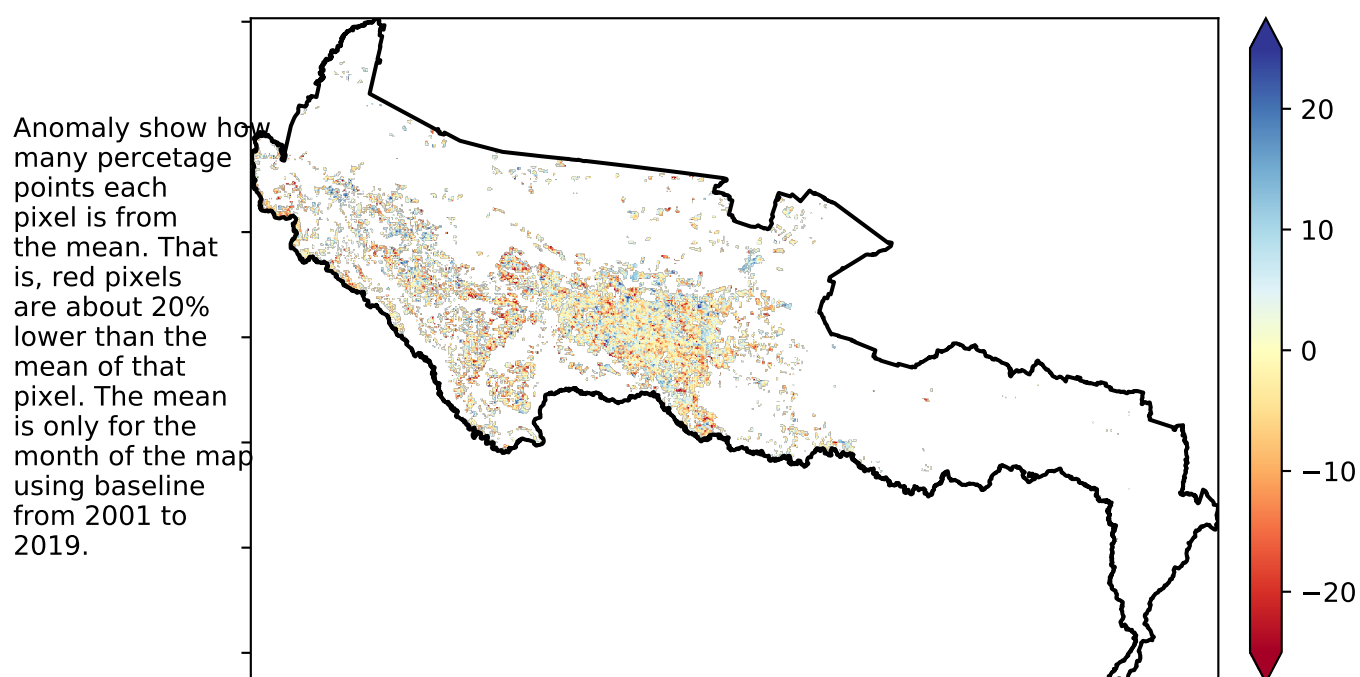 Anomaly show how
many percetage
points each
pixel is from
the mean. That
is, red pixels
are about 20%
lower than the
mean of that
pixel. The mean
is only for the
month of the map
using baseline
from 2001 to
2019.
20
10
0
−10
−20